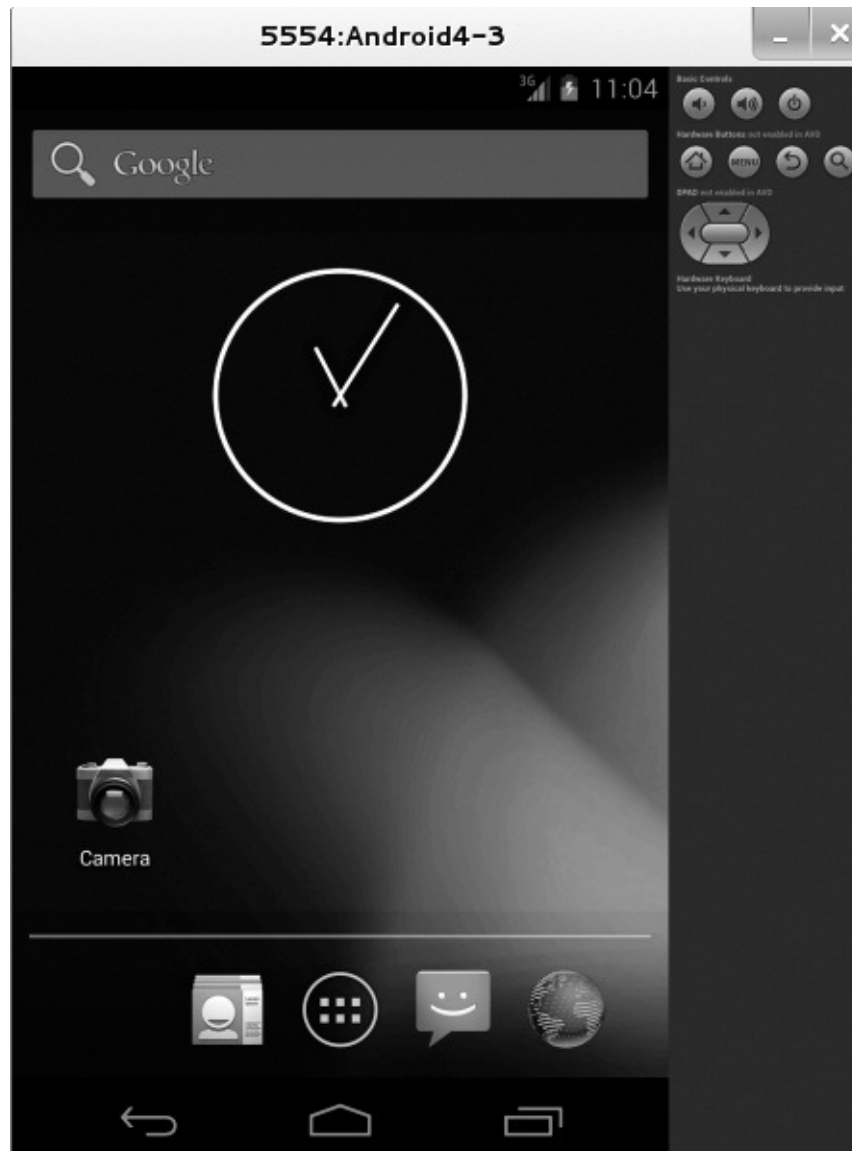 5554:Android4-3
3G 11:04
Google
Basic Controls
Hardware Buttons not enabled in AVD
MENU
DPAD not enabled in AVD
Hardware Keyboard
Use your physical keyboard to provide input
Camera